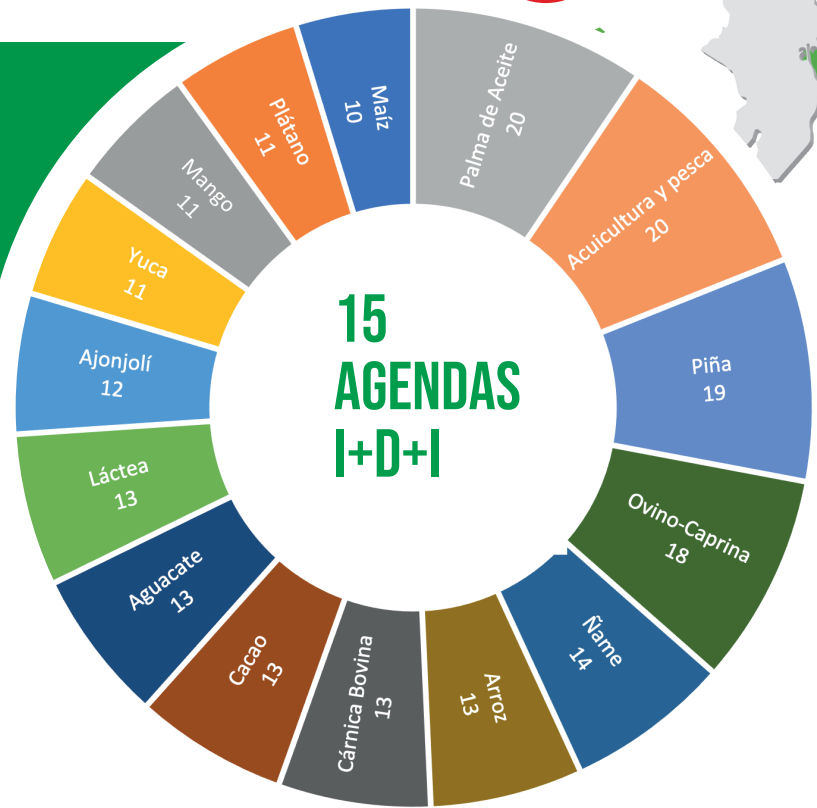 15
AGENDAS
I+D+I
Palma de Aceite
20
Acuicultura y pesca
20
Piña
19
Ovino-Caprina
18
Ñame
14
Arroz
13
Cárnica Bovina
13
Cacao
13
Aguacate
13
Láctea
13
Ajonjolí
12
Yuca
11
Mango
11
Plátano
11
Maíz
10